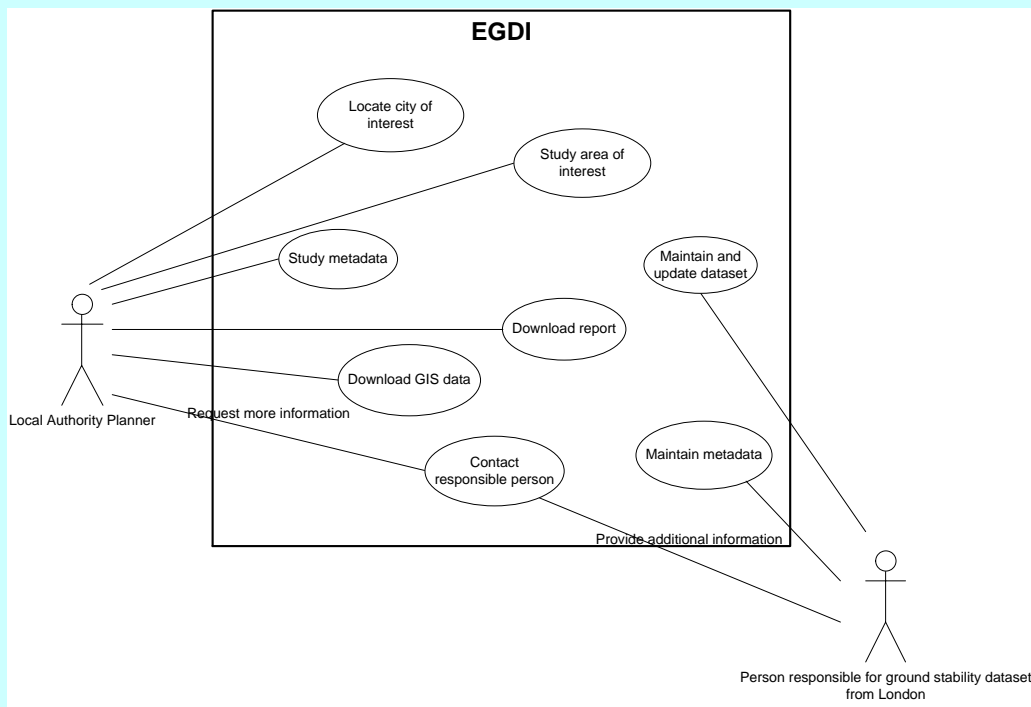 EGDI
Locate city of
interest
Study area of
interest
Study metadata
Maintain and
update dataset
Download report
Download GIS data
Local Authority Planner
Request more information
Contact
responsible person
Maintain metadata
Provide additional information
Person responsible for ground stability dataset
from London